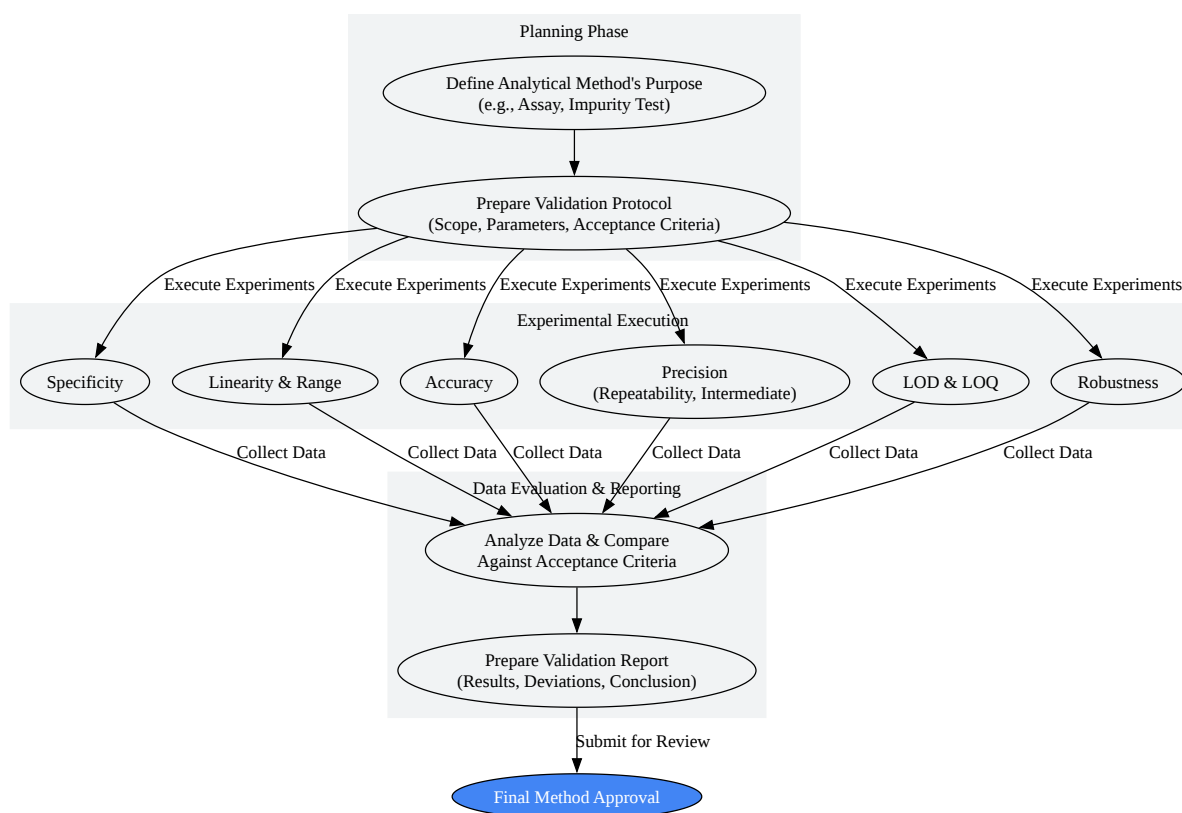 Planning Phase
Define Analytical Method's Purpose
(e.g., Assay, Impurity Test)
Prepare Validation Protocol
(Scope, Parameters, Acceptance Criteria)
Execute Experiments
Execute Experiments
Execute Experiments
Execute Experiments
Execute Experiments
Execute Experiments
Experimental Execution
Specificity
Linearity & Range
Accuracy
Precision
(Repeatability, Intermediate)
LOD & LOQ
Robustness
Collect Data
Collect Data
Collect Data
Collect Data
Collect Data
Collect Data
Data Evaluation & Reporting
Analyze Data & Compare
Against Acceptance Criteria
Prepare Validation Report
(Results, Deviations, Conclusion)
Submit for Review
Final Method Approval